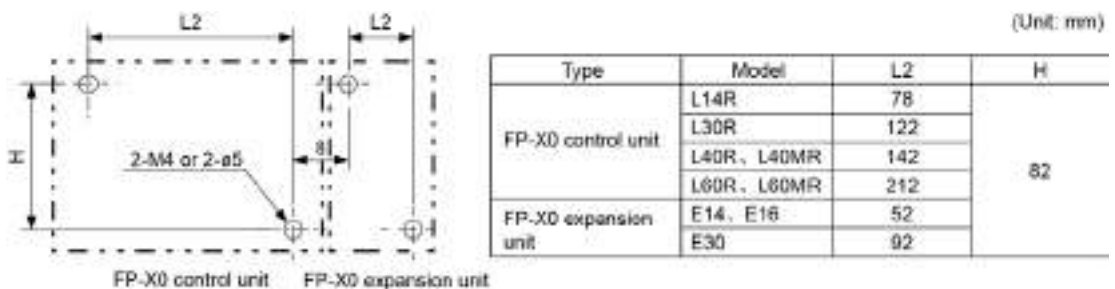 L2
L2
H
8
2-M4 or 2-ø5
FP-X0 control unit
FP-X0 expansion unit
(Unit: mm)
Type Model L2 H
FP-X0 control unit
L14R 78
L30R 122
L40R、L40MR 142
L60R、L60MR 212
82
FP-X0 expansion
unit
E14、E16 52
E30 92